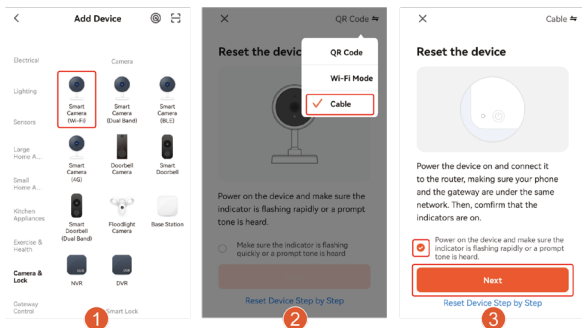 Add Device
Electrical
Lighting
Sensors
Large
Home A...
Small
Home A...
Kitchen
Appliances
Exercise &
Health
Camera &
Lock
Gateway
Control
Camera
Smart
Camera
(Wi-Fi)
Smart
Camera
(Dual Band)
Smart
Camera
(BLE)
Smart
Camera
(4G)
Doorbell
Camera
Smart
Doorbell
Smart
Doorbell
(Dual Band)
Floodlight
Camera
Base Station
NVR
DVR
Smart Lock
1
QR Code
Reset the devic
QR Code
Wi-Fi Mode
Cable
Power on the device and make sure the
indicator is flashing rapidly or a prompt
tone is heard.
Make sure the indicator is flashing
quickly or a prompt tone is heard
Reset Device Step by Step
2
Cable
Reset the device
Power the device on and connect it
to the router, making sure your phone
and the gateway are under the same
network. Then, confirm that the
indicators are on.
Power on the device and make sure the
indicator is flashing rapidly or a prompt
tone is heard.
Next
Reset Device Step by Step
3